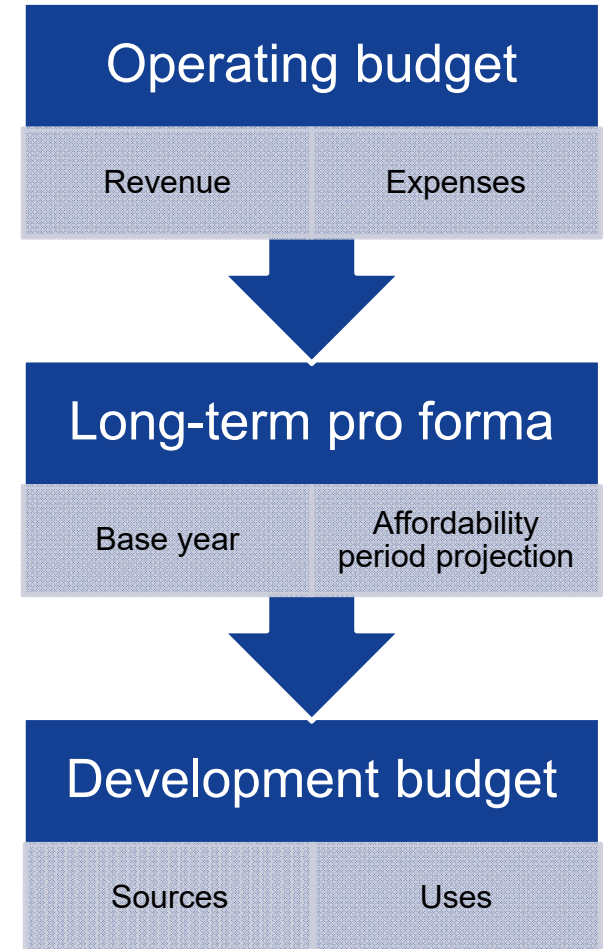 Operating budget
Revenue
Expenses
Long-term pro forma
Base year
Affordability
period projection
Development budget
Sources
Uses